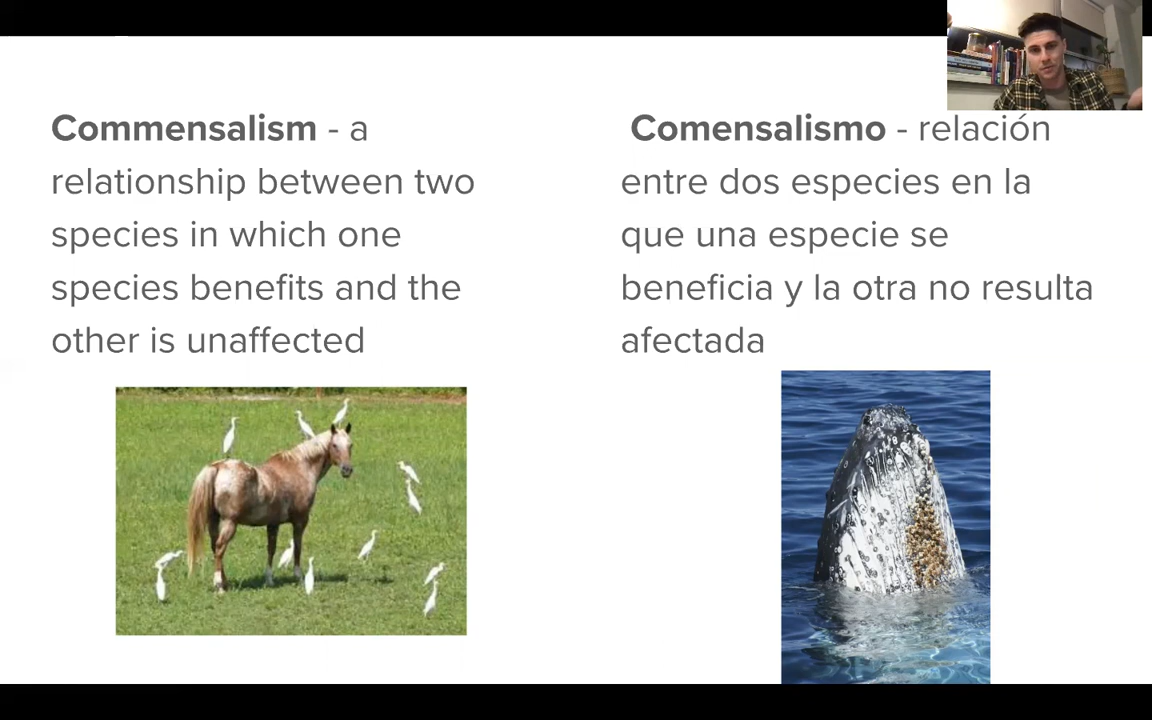 Commensalism - a
relationship between two
species in which one
species benefits and the
other is unaffected
Comensalismo - relación
entre dos especies en la
que una especie se
beneficia y la otra no resulta
afectada